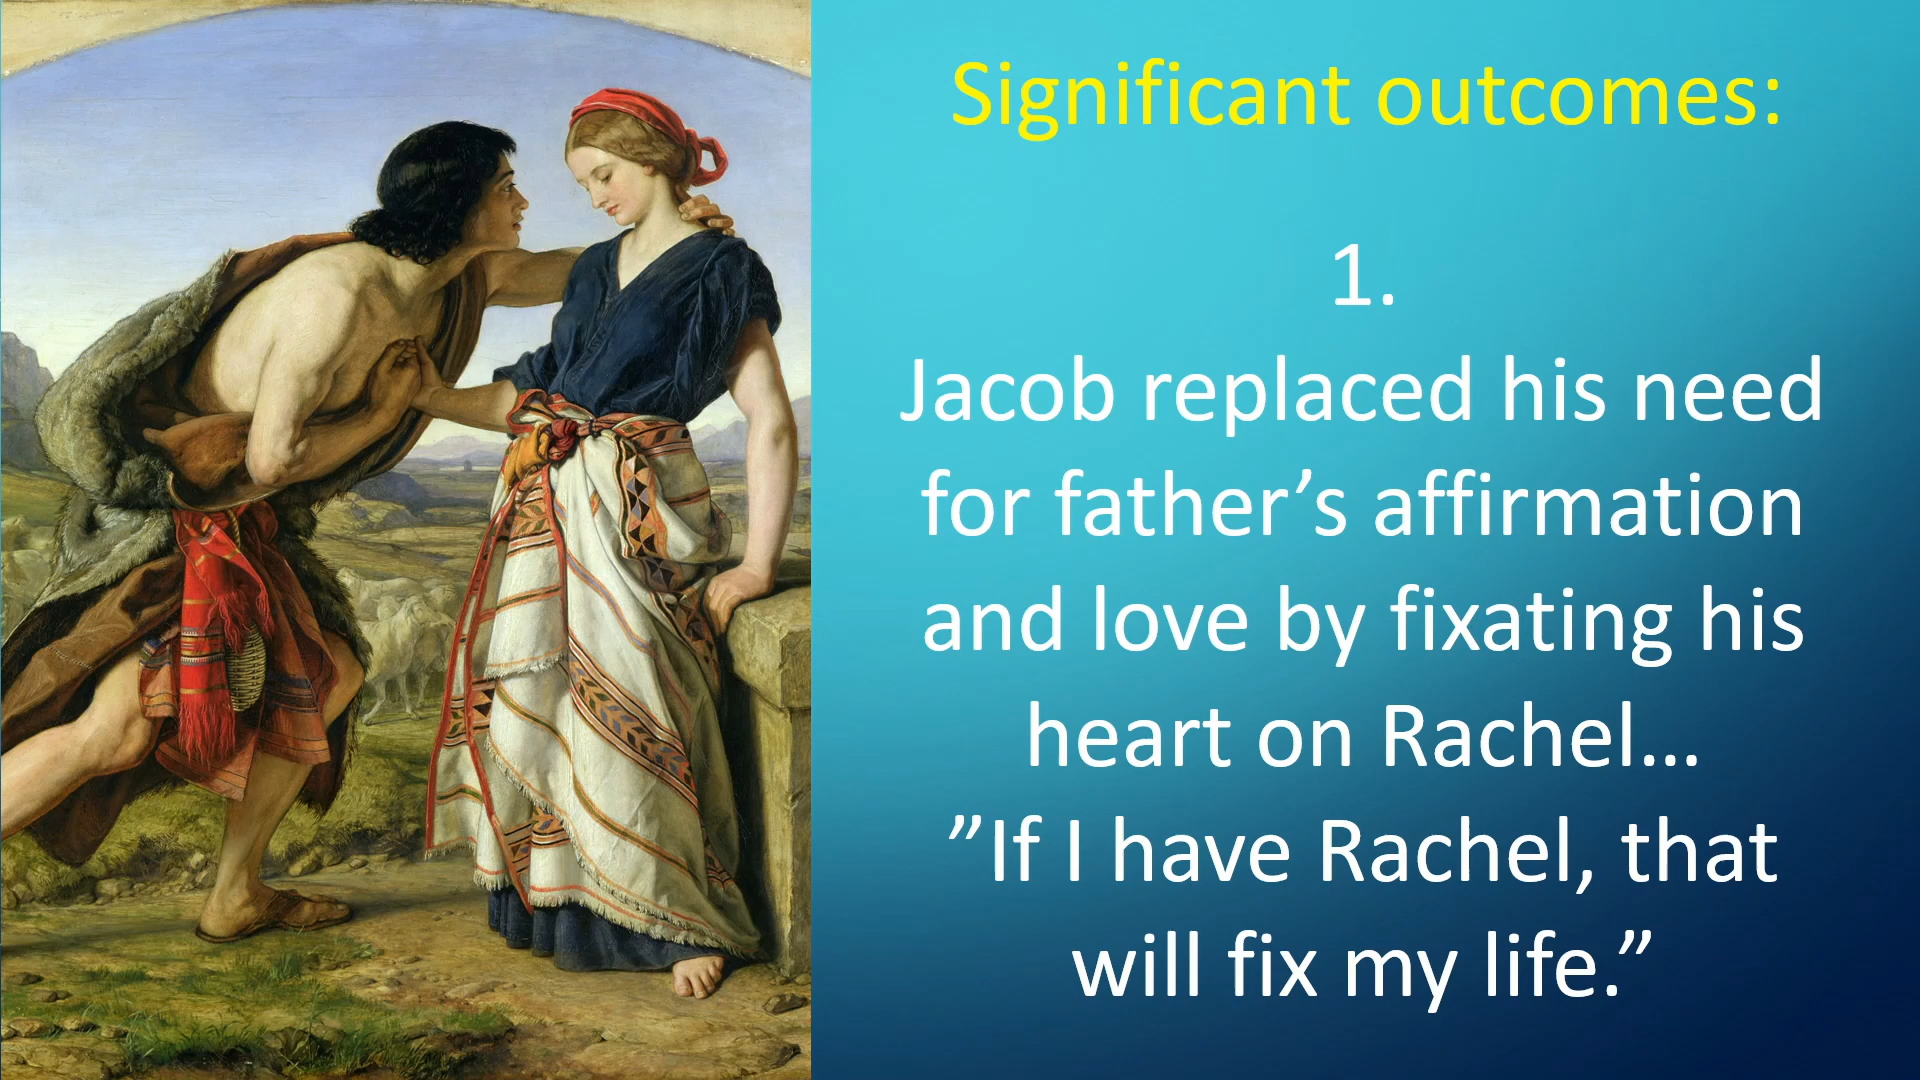 Significant outcomes:
1.
Jacob replaced his need
for father’s affirmation
and love by fixating his
heart on Rachel…
”If I have Rachel, that
will fix my life.”